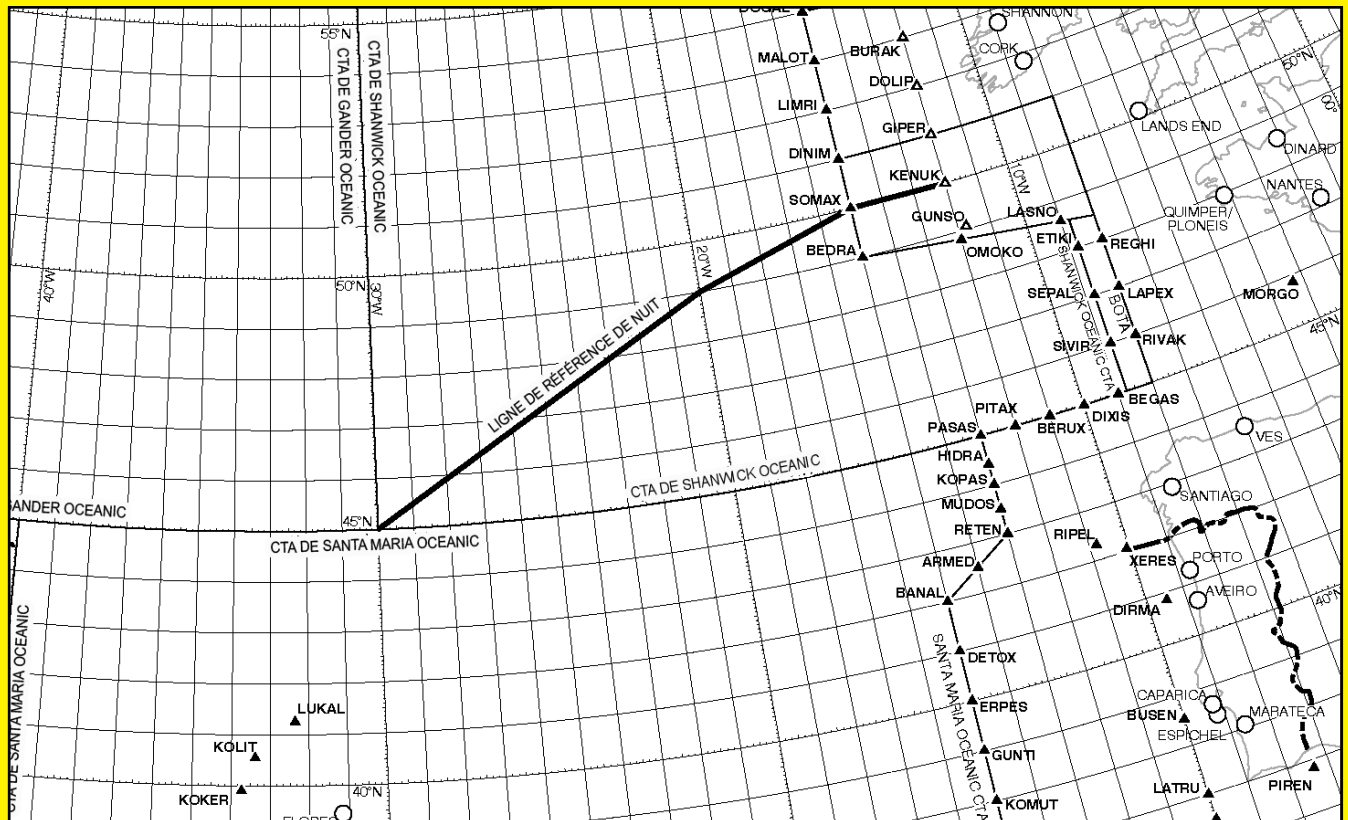 DOGAL
SHANNON
55°N
CTA DE GANDER OCEANIC
CTA DE SHANWICK OCEANIC
MALOT
BURAK
CORK
50°N
DOLIP
LIMRI
00°
LANDS END
GIPER
DINARD
DINIM
KENUK
10°W
NANTES
SOMAX
GUNSO
LASNO
QUIMPER/
PLONEIS
BEDRA
OMOKO
ETIKI
REGHI
20°W
40°W
50°N
30°W
SHANWICK OCEANIC CTA
SEPAL
LAPEX
BOTA
MORGO
LIGNE DE RÉFÉRENCE DE NUIT
45°N
SIVIR
RIVAK
BEGAS
PITAX
DIXIS
PASAS
BERUX
VES
HIDRA
CTA DE SHANWICK OCEANIC
KOPAS
SANTIAGO
MUDOS
GANDER OCEANIC
45°N
RETEN
RIPEL
CTA DE SANTA MARIA OCEANIC
XERES
PORTO
ARMED
BANAL
AVEIRO
DIRMA
40°N
CTA DE SANTA MARIA OCEANIC
SANTA MARIA OCEANIC CTA
DETOX
CAPARICA
LUKAL
ERPES
BUSEN
MARATECA
ESPICHEL
KOLIT
GUNTI
KOKER
40°N
LATRU
PIREN
KOMUT
FLORES